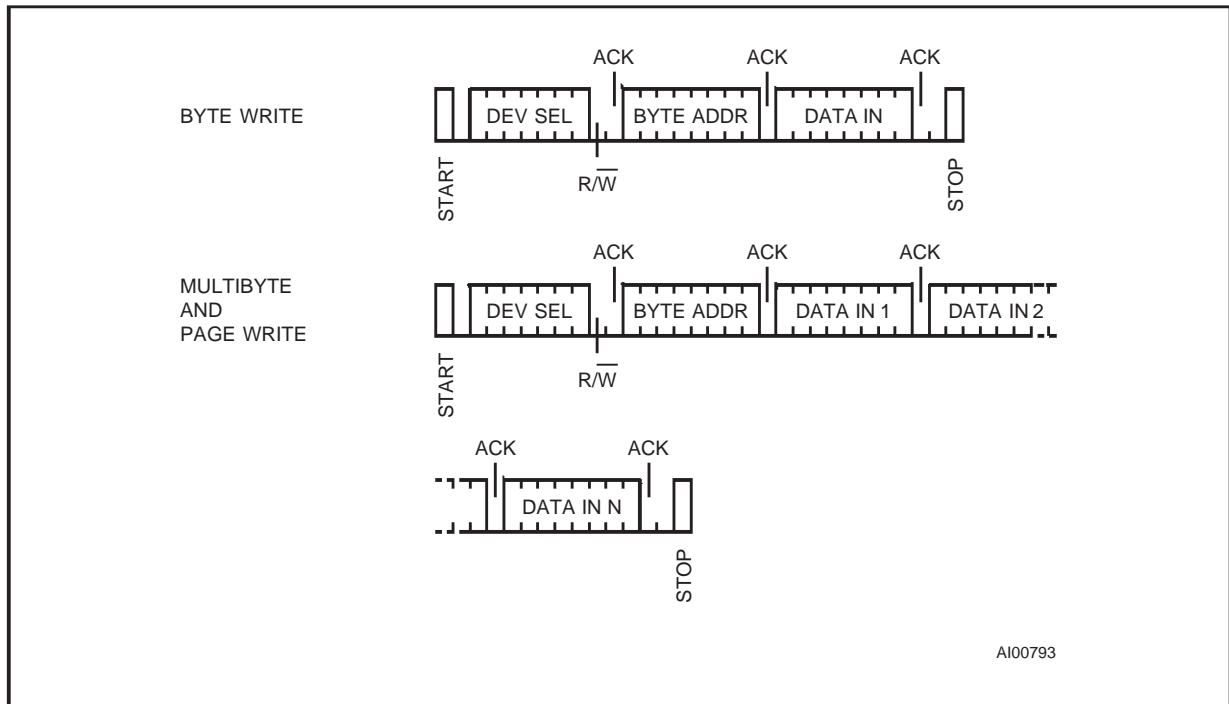 ACK ACK ACK
BYTE WRITE
DEV SEL BYTE ADDR DATA IN
START
R/W̅
STOP
ACK ACK ACK
MULTIBYTE
AND
PAGE WRITE
DEV SEL BYTE ADDR DATA IN 1 DATA IN 2
START
R/W̅
ACK ACK
DATA IN N
STOP
AI00793